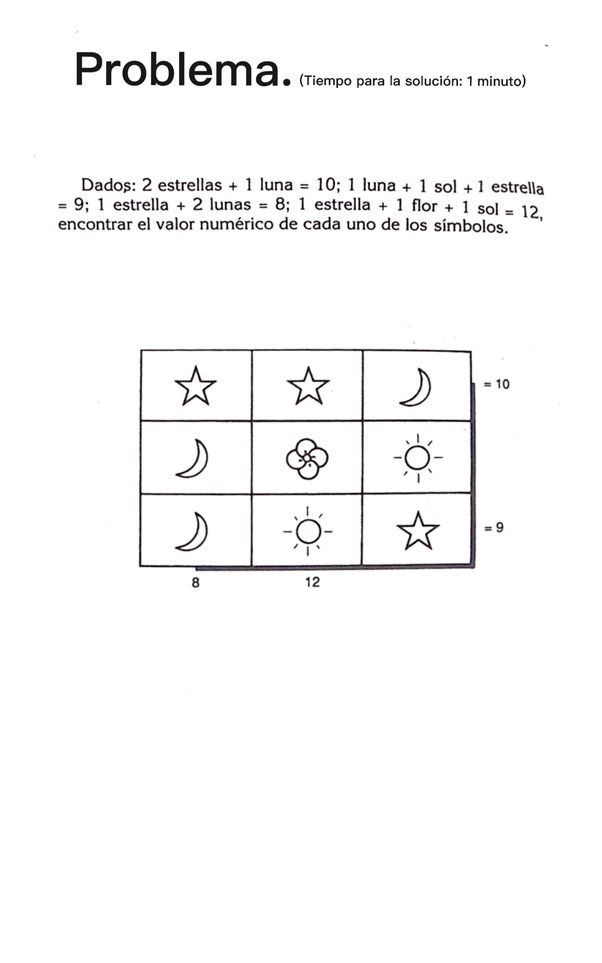 Problema. (Tiempo para la solución: 1 minuto)
Dados: 2 estrellas + 1 luna = 10; 1 luna + 1 sol + 1 estrella
= 9; 1 estrella + 2 lunas = 8; 1 estrella + 1 flor + 1 sol = 12,
encontrar el valor numérico de cada uno de los símbolos.
= 10
= 9
8 12